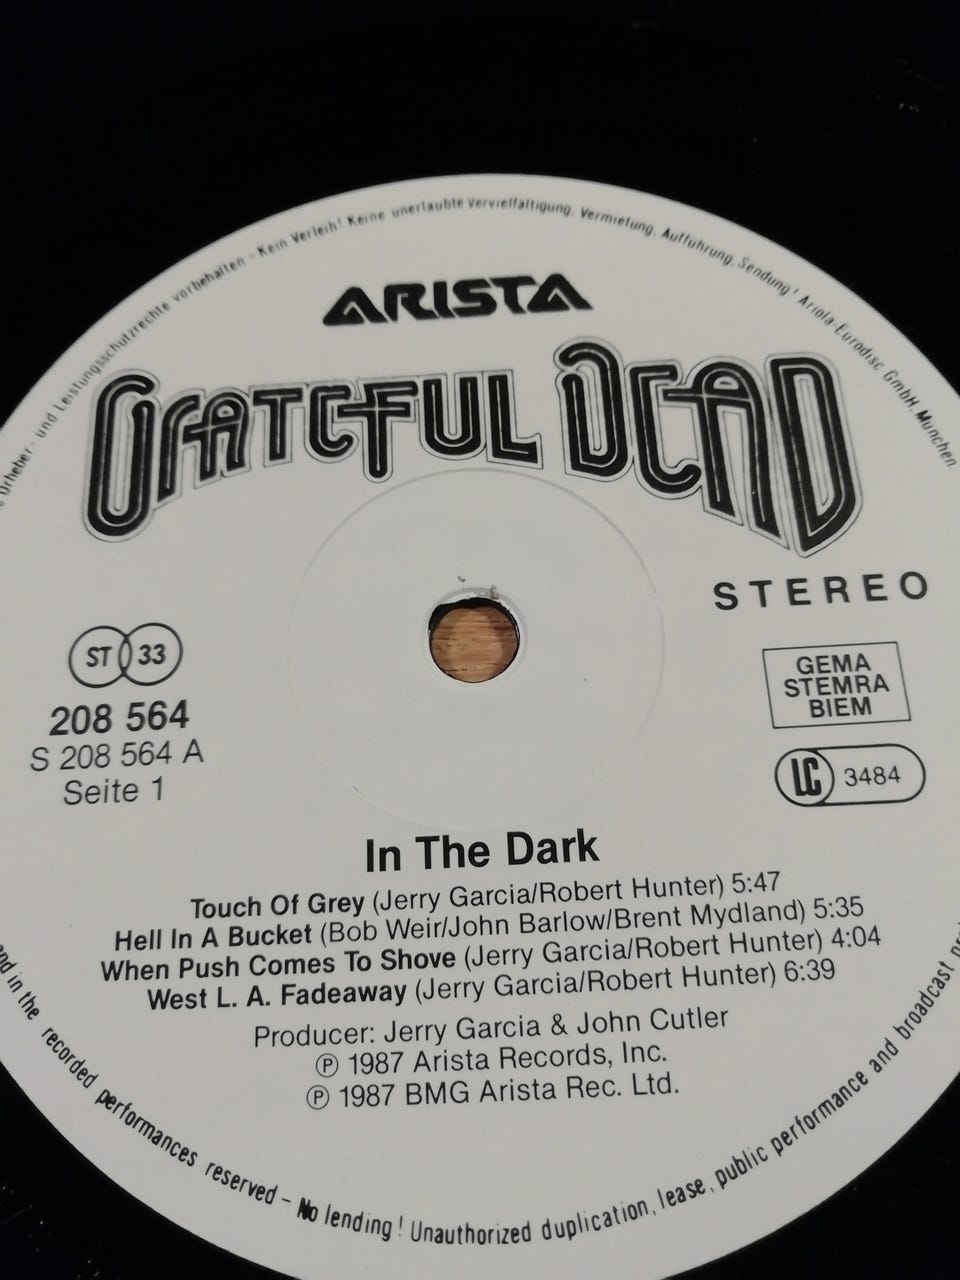 Urheber- und Leistungsschutzrechte vorbehalten - Kein Verleih! Keine unerlaubte Vervielfältigung, Vermietung, Aufführung, Sendung! Ariola-Eurodisc GmbH, München.
ARISTA
GRATEFUL DEAD
STEREO
ST 33
208 564
S 208 564 A
Seite 1
GEMA
STEMRA
BIEM
LC 3484
In The Dark
Touch Of Grey (Jerry Garcia/Robert Hunter) 5:47
Hell In A Bucket (Bob Weir/John Barlow/Brent Mydland) 5:35
When Push Comes To Shove (Jerry Garcia/Robert Hunter) 4:04
West L. A. Fadeaway (Jerry Garcia/Robert Hunter) 6:39
Producer: Jerry Garcia & John Cutler
Ⓟ 1987 Arista Records, Inc.
Ⓟ 1987 BMG Arista Rec. Ltd.
and in the recorded performances reserved – No lending! Unauthorized duplication, lease, public performance and broadcast